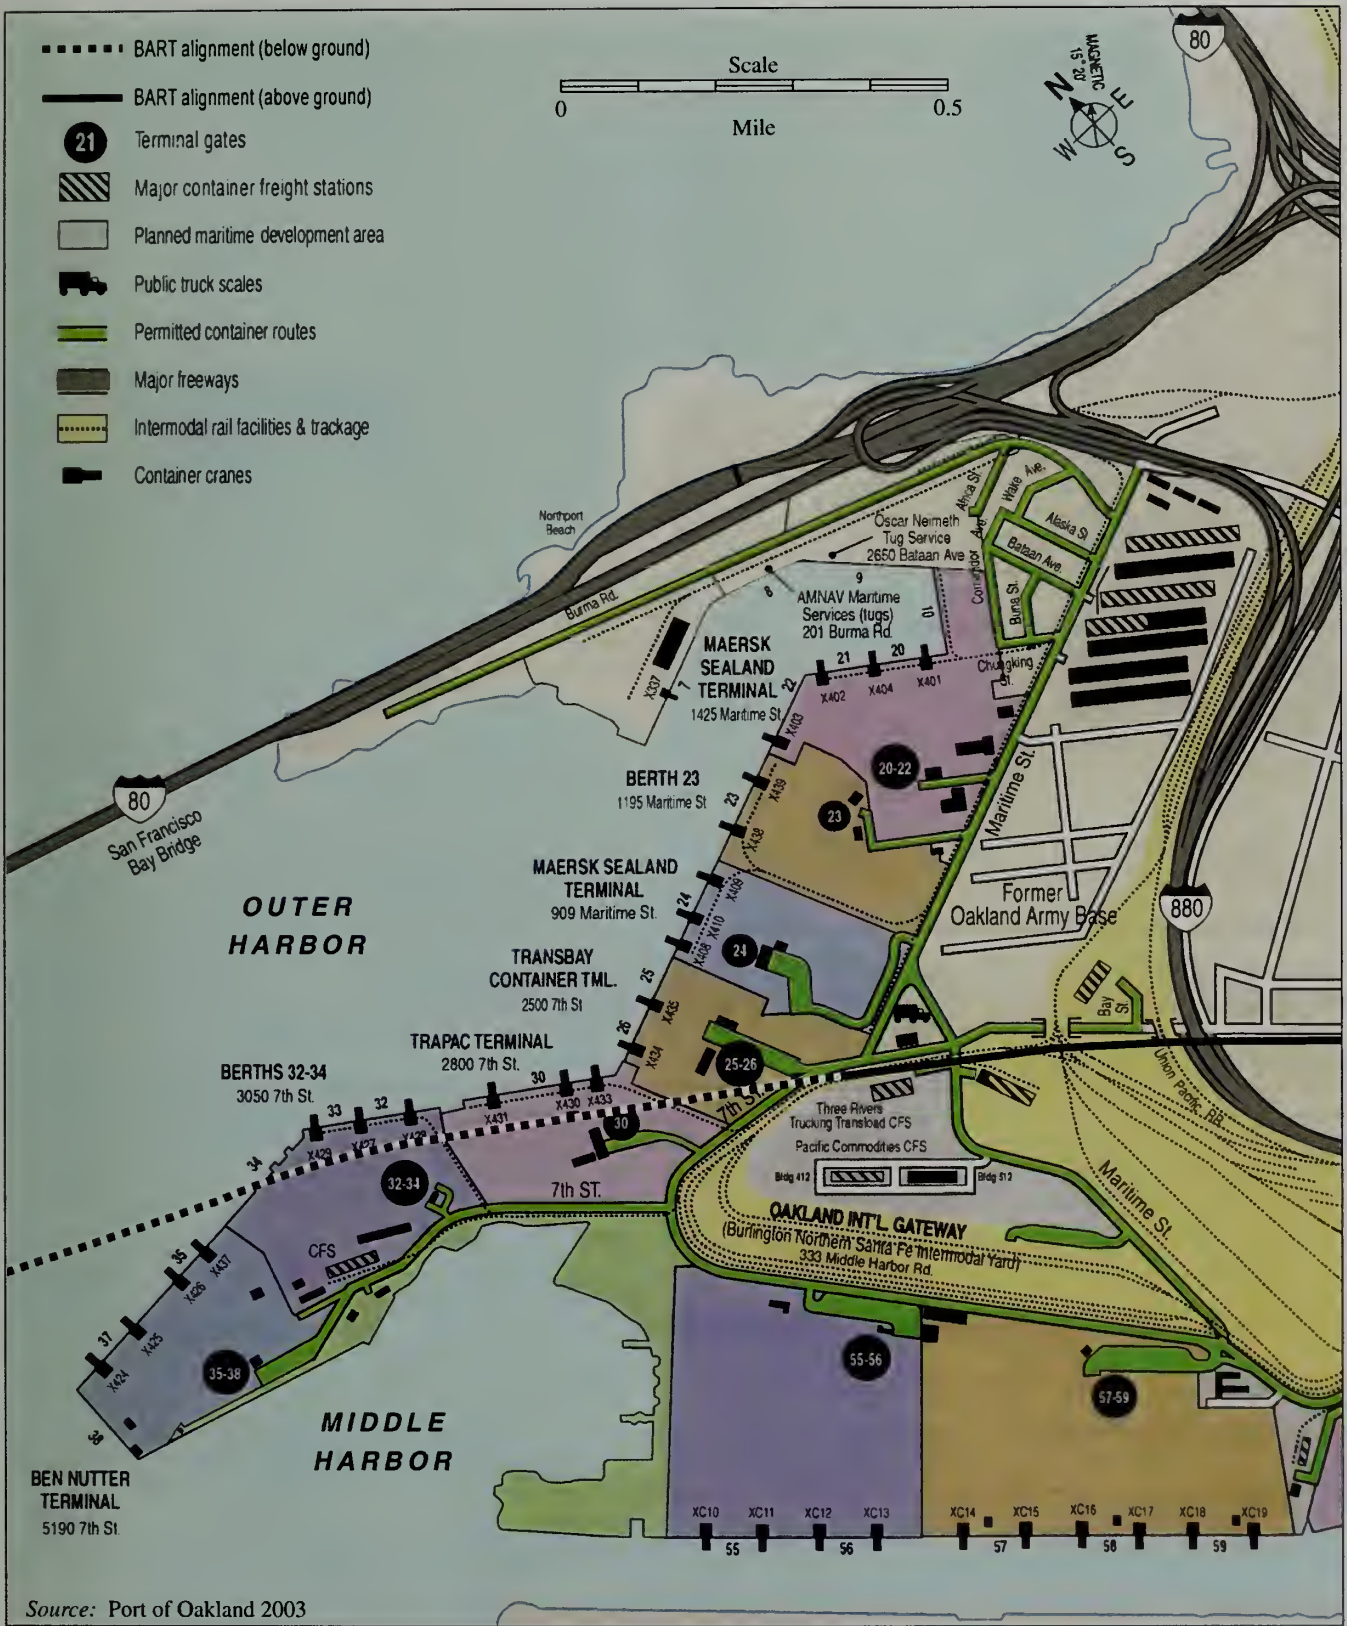 BART alignment (below ground)
BART alignment (above ground)
21
Terminal gates
Major container freight stations
Planned maritime development area
Public truck scales
Permitted container routes
Major freeways
Intermodal rail facilities & trackage
Container cranes
Scale
0
0.5
Mile
MAGNETIC
15° 20'
N
E
W
S
80
Northport
Beach
Oscar Neimeth
Tug Service
2650 Bataan Ave
Africa St.
Wake Ave.
Alaska St
Bataan Ave.
Corridor Ave.
Burma St.
Chungking
St.
Burma Rd.
8
9
10
AMNAV Maritime
Services (tugs)
201 Burma Rd.
X337
7
MAERSK
SEALAND
TERMINAL
1425 Maritime St.
22
21
20
X402
X404
X401
X403
20-22
BERTH 23
1195 Maritime St
23
X439
X438
23
Maritime St.
80
San Francisco
Bay Bridge
MAERSK SEALAND
TERMINAL
909 Maritime St.
24
X409
X410
X408
24
Former
Oakland Army Base
880
OUTER
HARBOR
TRANSBAY
CONTAINER TML.
2500 7th St
25
26
X435
X434
25-26
Bay
St.
Union Pacific RR
TRAPAC TERMINAL
2800 7th St.
30
X431
X430
X433
30
7th ST.
7th ST.
BERTHS 32-34
3050 7th St.
33
32
34
X429
X427
X428
32-34
CFS
Three Rivers
Trucking Transload CFS
Pacific Commodities CFS
Bldg 412
Bldg 512
OAKLAND INT'L. GATEWAY
(Burlington Northern Santa Fe Intermodal Yard)
333 Middle Harbor Rd.
Maritime St.
35
X437
X426
37
X425
X424
38
35-38
55-56
57-59
MIDDLE
HARBOR
BEN NUTTER
TERMINAL
5190 7th St.
XC10
XC11
XC12
XC13
XC14
XC15
XC16
XC17
XC18
XC19
55
56
57
58
59
Source: Port of Oakland 2003